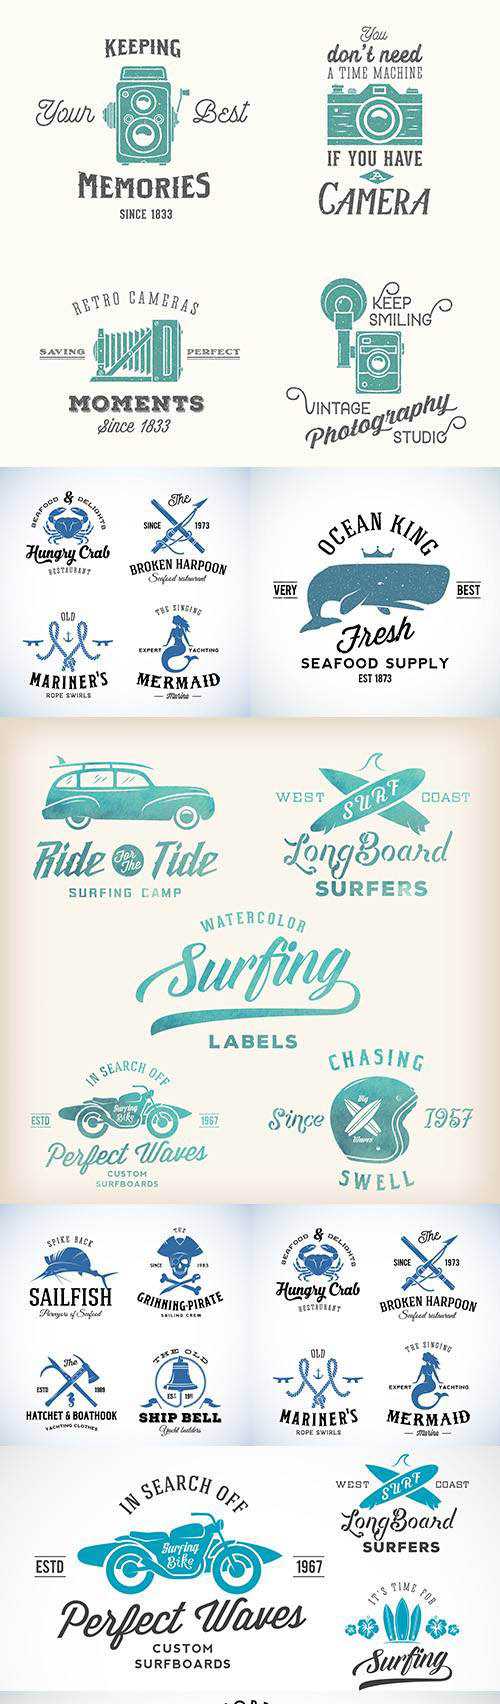 KEEPING
Your Best
MEMORIES
SINCE 1833
You
don't need
A TIME MACHINE
IF YOU HAVE
A
CAMERA
RETRO CAMERAS
SAVING PERFECT
MOMENTS
Since 1833
KEEP
SMILING
VINTAGE
Photography
STUDIO
SEAFOOD & DELIGHTS
Hungry Crab
RESTAURANT
The
SINCE 1973
BROKEN HARPOON
Seafood restaurant
OLD
MARINER'S
ROPE SWIRLS
THE SINGING
EXPERT YACHTING
MERMAID
Marine
OCEAN KING
VERY BEST
Fresh
SEAFOOD SUPPLY
EST 1873
Ride For The Tide
SURFING CAMP
WEST SURF COAST
LongBoard
SURFERS
WATERCOLOR
Surfing
LABELS
IN SEARCH OFF
ESTD Surfing Bike 1967
Perfect Waves
CUSTOM
SURFBOARDS
CHASING
Since Big Waves 1957
SWELL
SPIKE BACK
SAILFISH
Purveyors of Seafood
THE
SINCE 1983
GRINNING PIRATE
SAILING CREW
The
ESTD 1989
HATCHET & BOATHOOK
YACHTING CLOTHES
THE OLD
EST 1911
SHIP BELL
Yacht builders
SEAFOOD & DELIGHTS
Hungry Crab
RESTAURANT
The
SINCE 1973
BROKEN HARPOON
Seafood restaurant
OLD
MARINER'S
ROPE SWIRLS
THE SINGING
EXPERT YACHTING
MERMAID
Marine
IN SEARCH OFF
ESTD Surfing Bike 1967
Perfect Waves
CUSTOM
SURFBOARDS
WEST SURF COAST
LongBoard
SURFERS
IT'S TIME FOR
Surfing